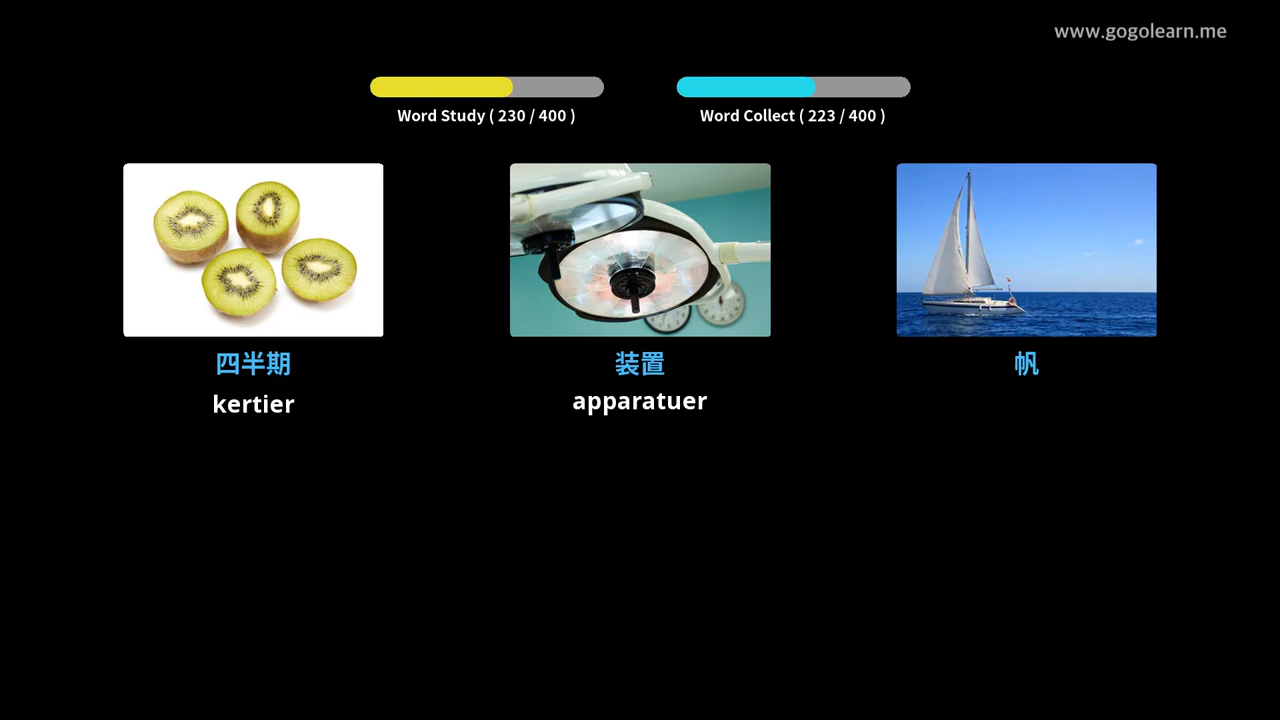 www.gogolearn.me
Word Study ( 230 / 400 )
Word Collect ( 223 / 400 )
四半期
装置
帆
kertier
apparatuer